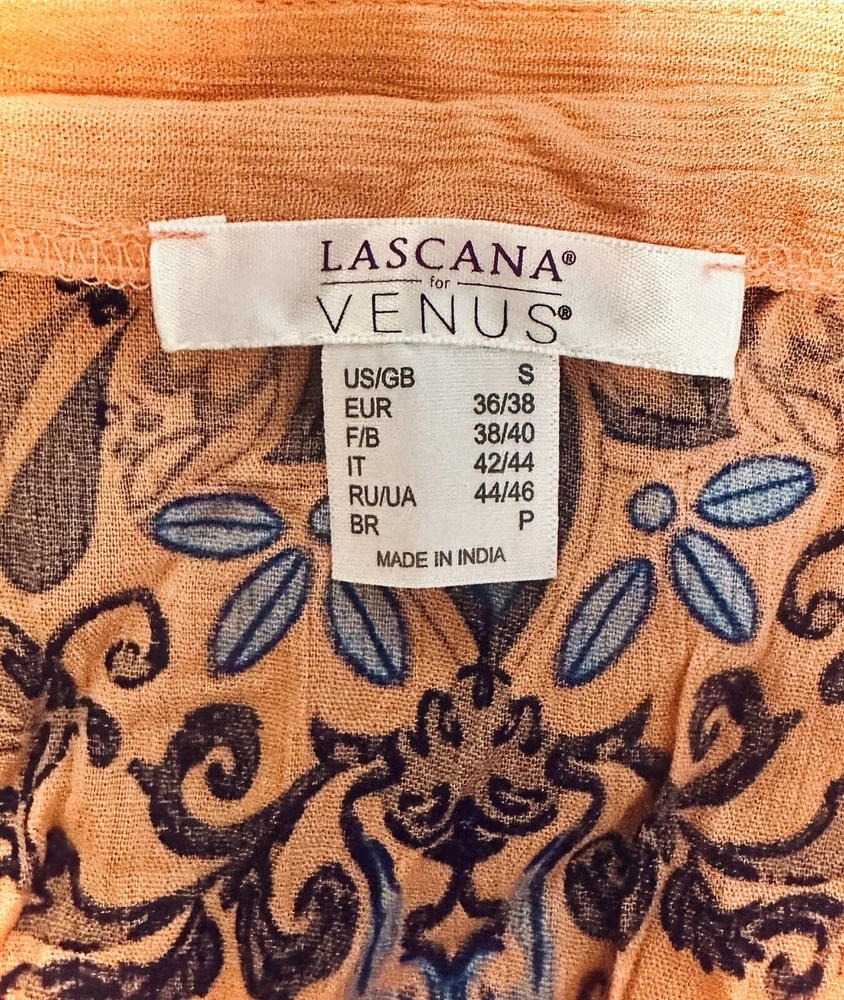 LASCANA®
for
VENUS®
US/GB S
EUR 36/38
F/B 38/40
IT 42/44
RU/UA 44/46
BR P
MADE IN INDIA